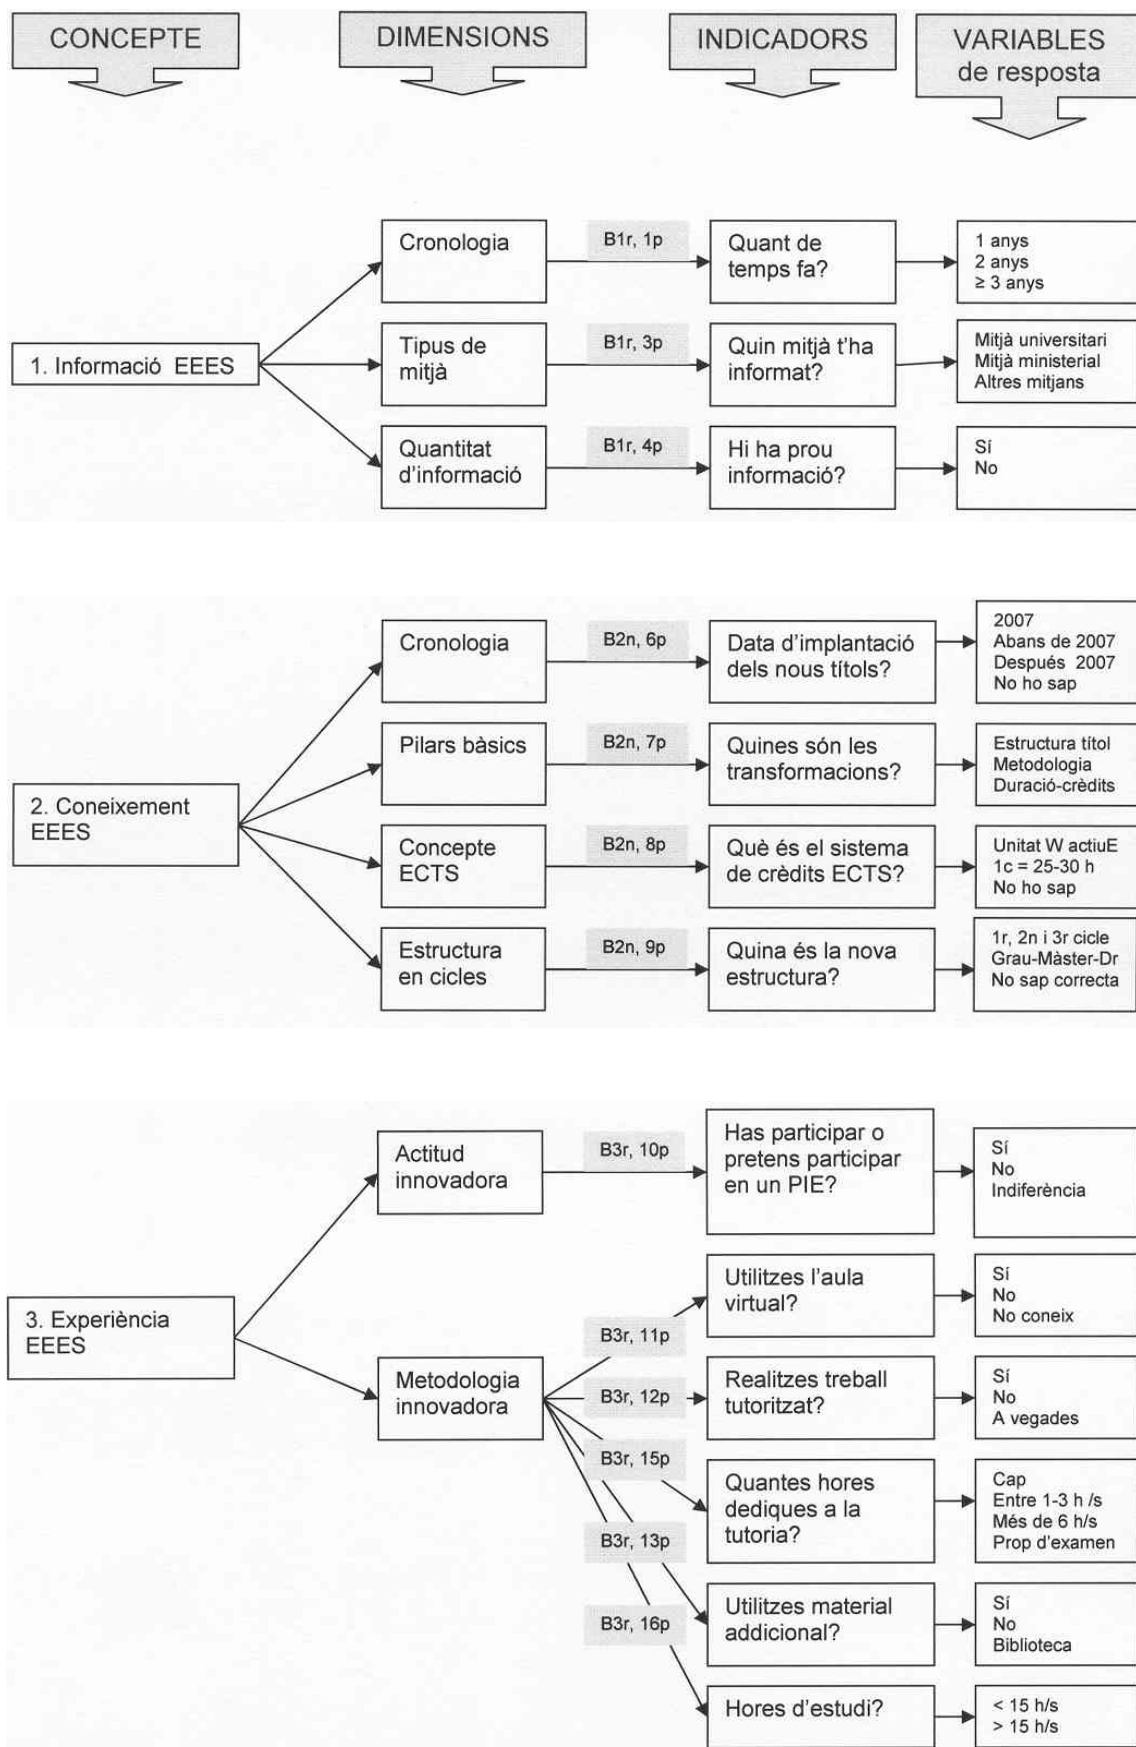 CONCEPTE
DIMENSIONS
INDICADORS
VARIABLES
de resposta
1. Informació EEES
Cronologia
B1r, 1p
Quant de
temps fa?
1 anys
2 anys
≥ 3 anys
Tipus de
mitjà
B1r, 3p
Quin mitjà t'ha
informat?
Mitjà universitari
Mitjà ministerial
Altres mitjans
Quantitat
d'informació
B1r, 4p
Hi ha prou
informació?
Sí
No
2. Coneixement
EEES
Cronologia
B2n, 6p
Data d'implantació
dels nous títols?
2007
Abans de 2007
Después 2007
No ho sap
Pilars bàsics
B2n, 7p
Quines són les
transformacions?
Estructura títol
Metodologia
Duració-crèdits
Concepte
ECTS
B2n, 8p
Què és el sistema
de crèdits ECTS?
Unitat W actiuE
1c = 25-30 h
No ho sap
Estructura
en cicles
B2n, 9p
Quina és la nova
estructura?
1r, 2n i 3r cicle
Grau-Màster-Dr
No sap correcta
3. Experiència
EEES
Actitud
innovadora
B3r, 10p
Has participar o
pretens participar
en un PIE?
Sí
No
Indiferència
Metodologia
innovadora
B3r, 11p
Utilitzes l'aula
virtual?
Sí
No
No coneix
B3r, 12p
Realitzes treball
tutoritzat?
Sí
No
A vegades
B3r, 15p
Quantes hores
dediques a la
tutoria?
Cap
Entre 1-3 h /s
Més de 6 h/s
Prop d'examen
B3r, 13p
Utilitzes material
addicional?
Sí
No
Biblioteca
B3r, 16p
Hores d'estudi?
< 15 h/s
> 15 h/s